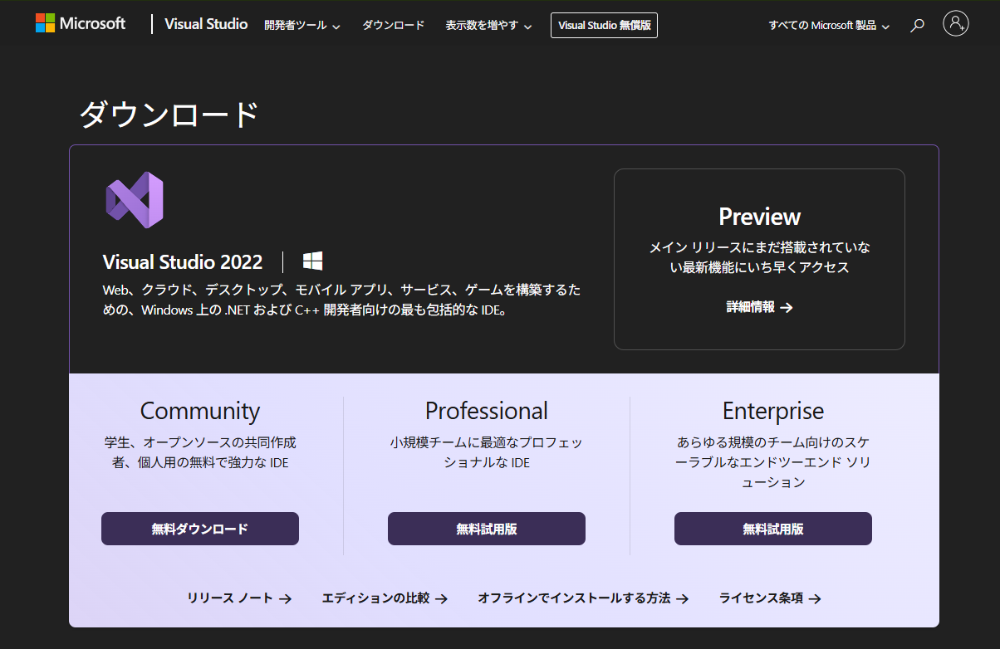 Microsoft
Visual Studio
開発者ツール
ダウンロード
表示数を増やす
Visual Studio 無償版
すべての Microsoft 製品
ダウンロード
Visual Studio 2022
Web、クラウド、デスクトップ、モバイル アプリ、サービス、ゲームを構築するた
めの、Windows 上の .NET および C++ 開発者向けの最も包括的な IDE。
Preview
メイン リリースにまだ搭載されていな
い最新機能にいち早くアクセス
詳細情報 →
Community
学生、オープンソースの共同作成
者、個人用の無料で強力な IDE
無料ダウンロード
Professional
小規模チームに最適なプロフェッ
ショナルな IDE
無料試用版
Enterprise
あらゆる規模のチーム向けのスケ
ーラブルなエンドツーエンド ソリ
ューション
無料試用版
リリース ノート →
エディションの比較 →
オフラインでインストールする方法 →
ライセンス条項 →